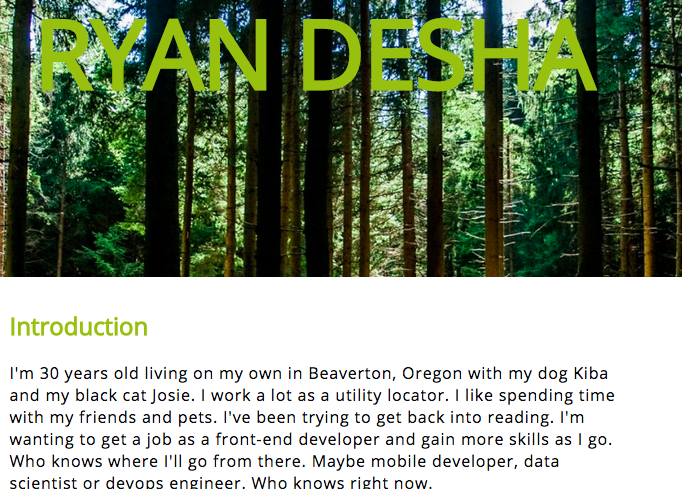 RYAN DESHA
Introduction
I'm 30 years old living on my own in Beaverton, Oregon with my dog Kiba
and my black cat Josie. I work a lot as a utility locator. I like spending time
with my friends and pets. I've been trying to get back into reading. I'm
wanting to get a job as a front-end developer and gain more skills as I go.
Who knows where I'll go from there. Maybe mobile developer, data
scientist or devops engineer. Who knows right now.